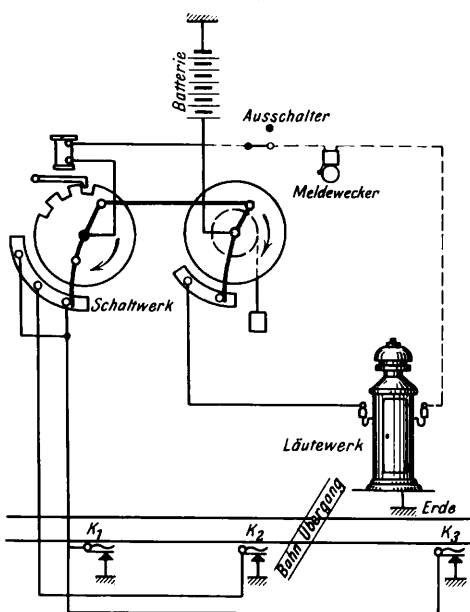 Batterie
Ausschalter
Meldewecker
Schaltwerk
Läutewerk
Erde
K1
K2
K3
Bahn Übergang